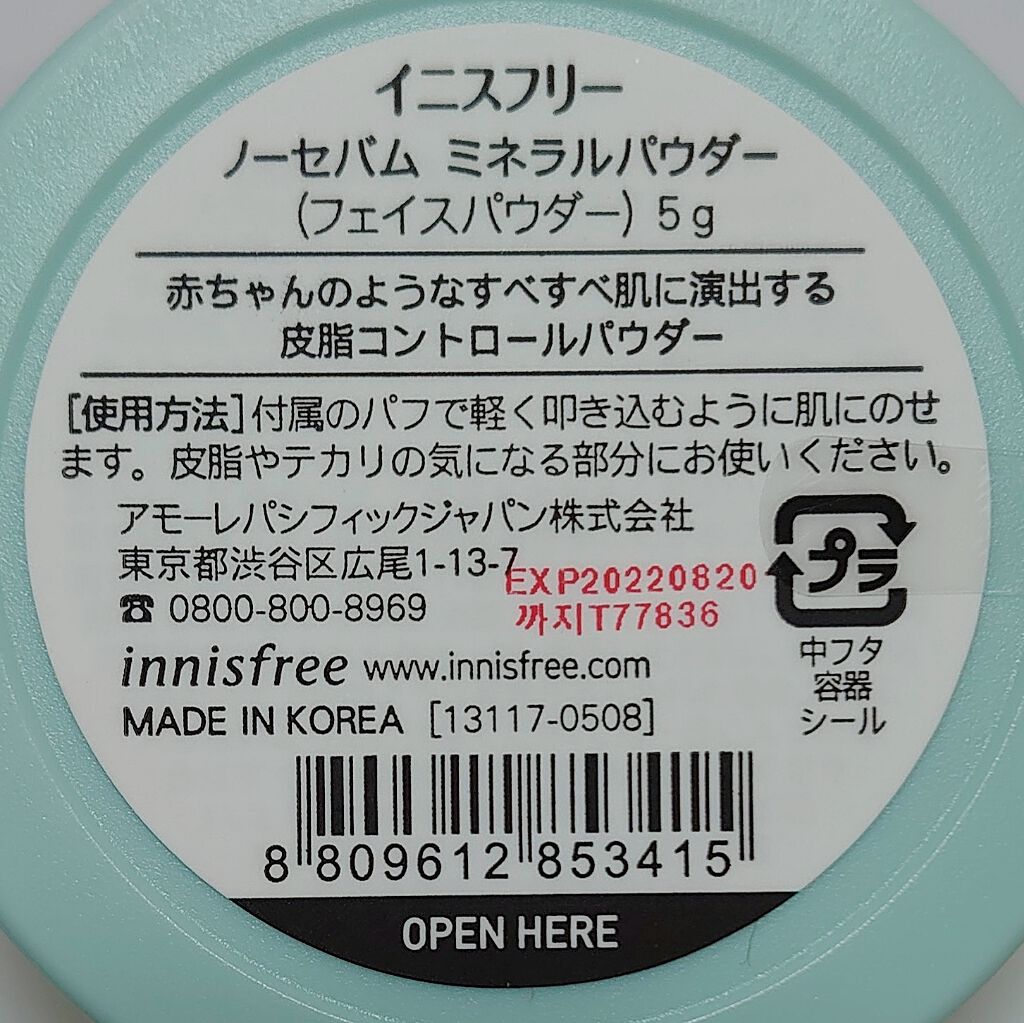 イニスフリー
ノーセバム ミネラルパウダー
(フェイスパウダー) 5g
赤ちゃんのようなすべすべ肌に演出する
皮脂コントロールパウダー
[使用方法]付属のパフで軽く叩き込むように肌にのせ
ます。皮脂やテカリの気になる部分にお使いください。
アモーレパシフィックジャパン株式会社
東京都渋谷区広尾1-13-7
EXP20220820
☎ 0800-800-8969
까지T77836
プラ
innisfree www.innisfree.com
中フタ
容器
シール
MADE IN KOREA [13117-0508]
8 809612 853415
OPEN HERE